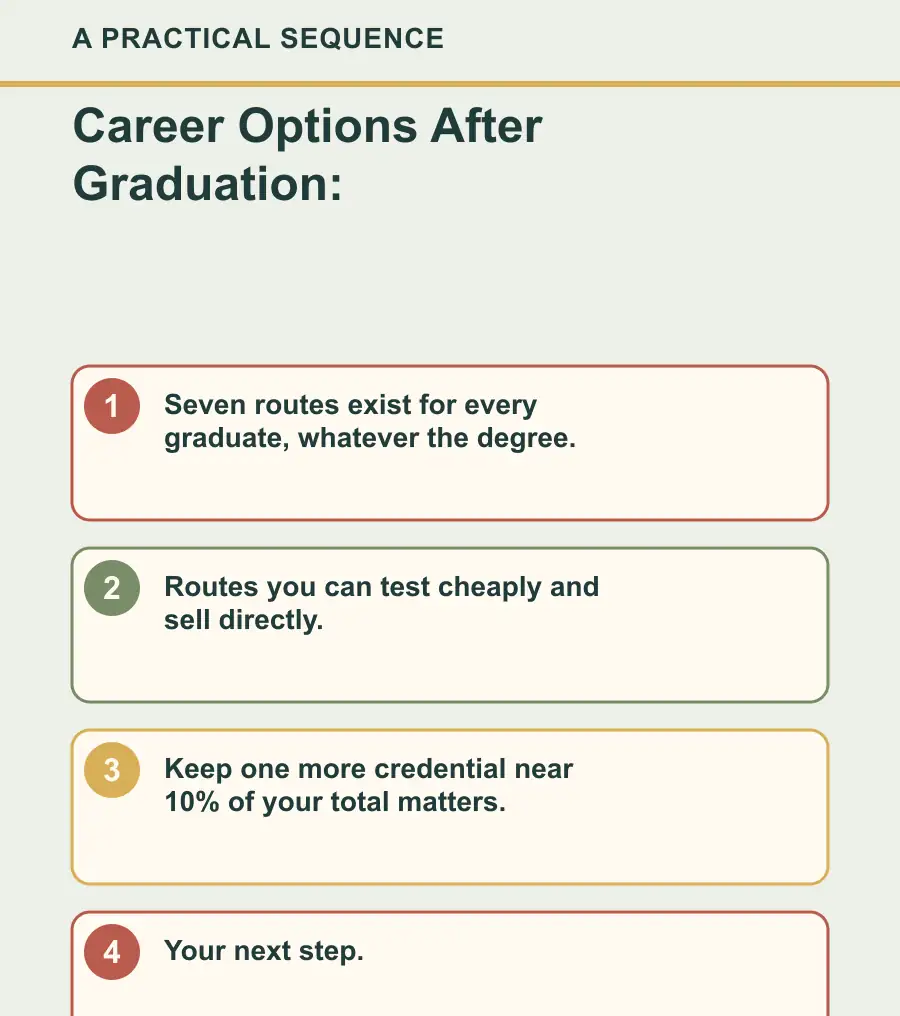 A PRACTICAL SEQUENCE
Career Options After
Graduation:
1
Seven routes exist for every
graduate, whatever the degree.
2
Routes you can test cheaply and
sell directly.
3
Keep one more credential near
10% of your total matters.
4
Your next step.